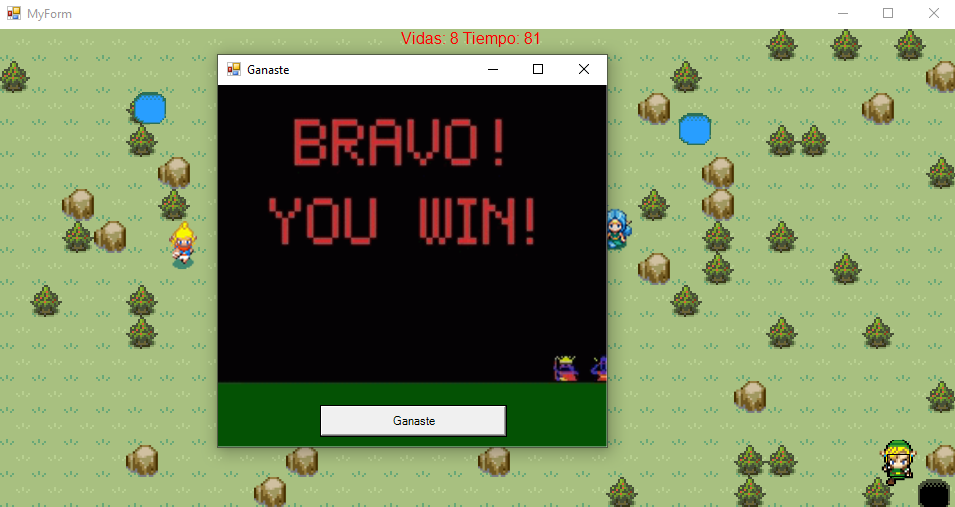 MyForm
Vidas: 8 Tiempo: 81
Ganaste
BRAVO!
YOU WIN!
Ganaste